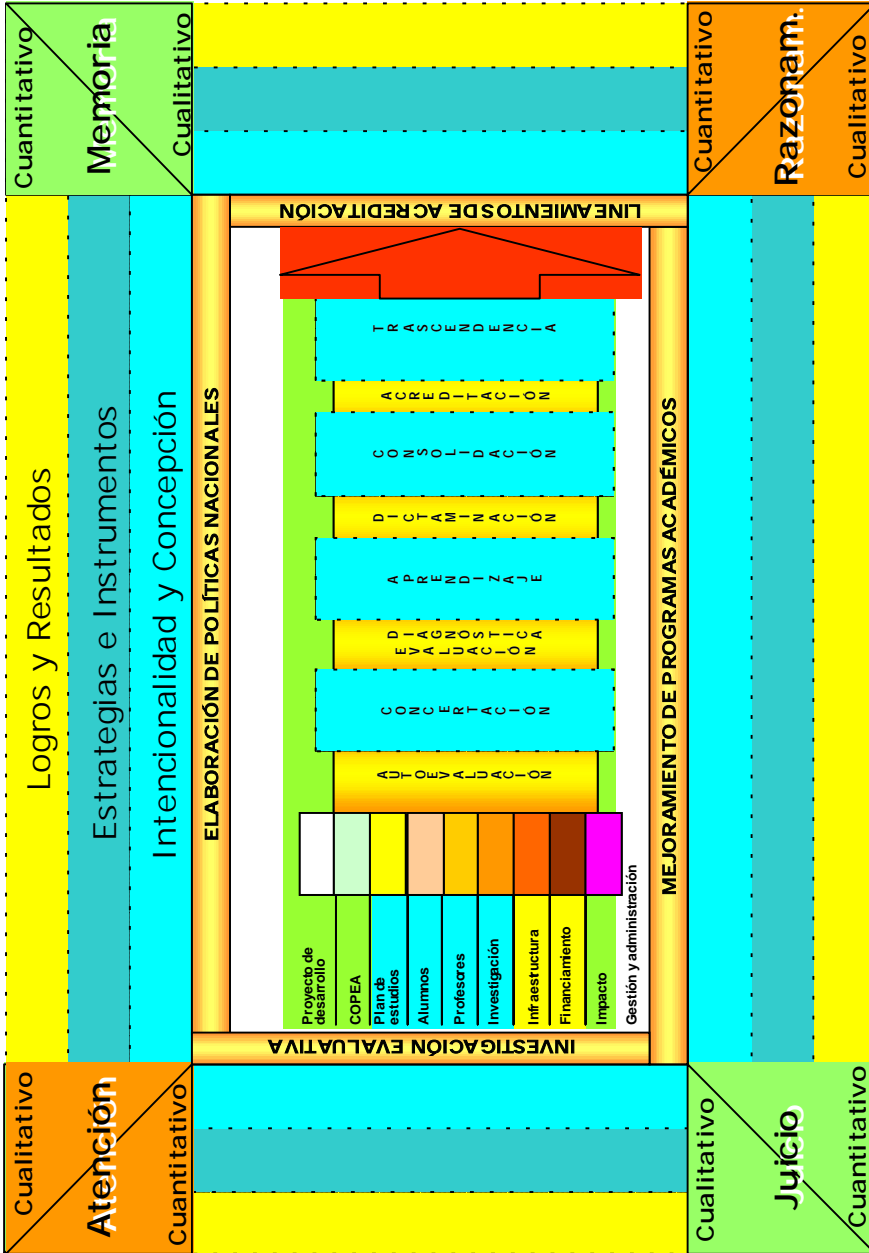 Cualitativo
Atención
Cuantitativo
Logros y Resultados
Estrategias e Instrumentos
Intencionalidad y Concepción
Cuantitativo
Memoria
Cualitativo
ELABORACIÓN DE POLÍTICAS NACIONALES
INVESTIGACIÓN EVALUATIVA
Proyecto de
desarrollo
COPEA
Plan de
estudios
Alumnos
Profesores
Investigación
Infraestructura
Financiamiento
Impacto
Gestión y administración
AUTOEVALUACIÓN
CONCERTACIÓN
EVALUACIÓN
DIAGNOSTICA
APRENDIZAJE
DICTAMINACIÓN
CONSOLIDACIÓN
ACREDITACIÓN
TRASCENDENCIA
LINEAMIENTOS DE ACREDITACIÓN
MEJORAMIENTO DE PROGRAMAS ACADÉMICOS
Cualitativo
Juicio
Cuantitativo
Cuantitativo
Razonam.
Cualitativo